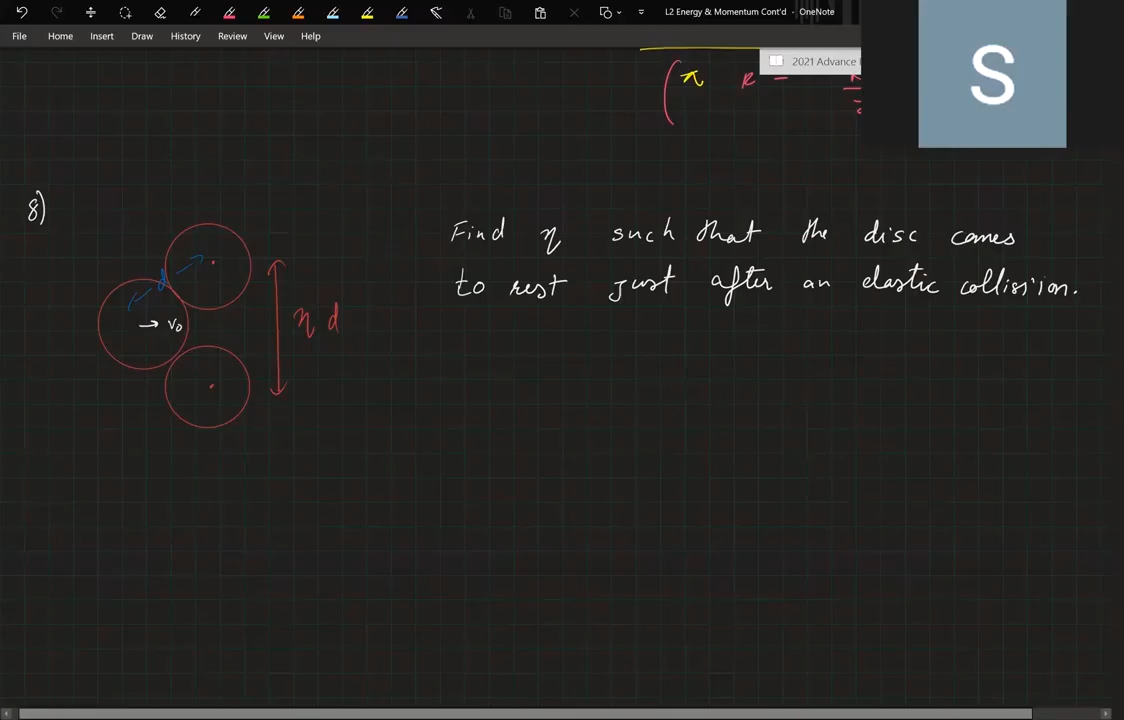 L2 Energy & Momentum Cont'd - OneNote
File Home Insert Draw History Review View Help
2021 Advance
S
π R =
8)
d
→ v₀
η d
Find η such that the disc comes
to rest just after an elastic collision.